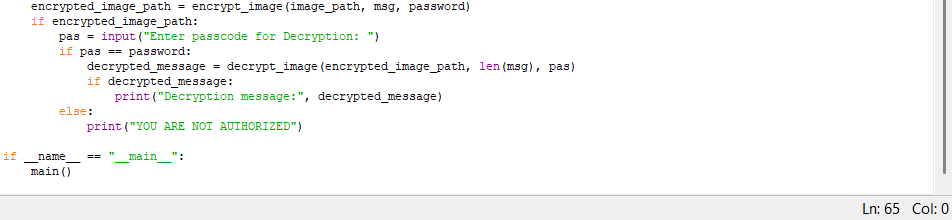 encrypted_image_path = encrypt_image(image_path, msg, password)
if encrypted_image_path:
pas = input("Enter passcode for Decryption: ")
if pas == password:
decrypted_message = decrypt_image(encrypted_image_path, len(msg), pas)
if decrypted_message:
print("Decryption message:", decrypted_message)
else:
print("YOU ARE NOT AUTHORIZED")
if __name__ == "__main__":
main()
Ln: 65 Col: 0